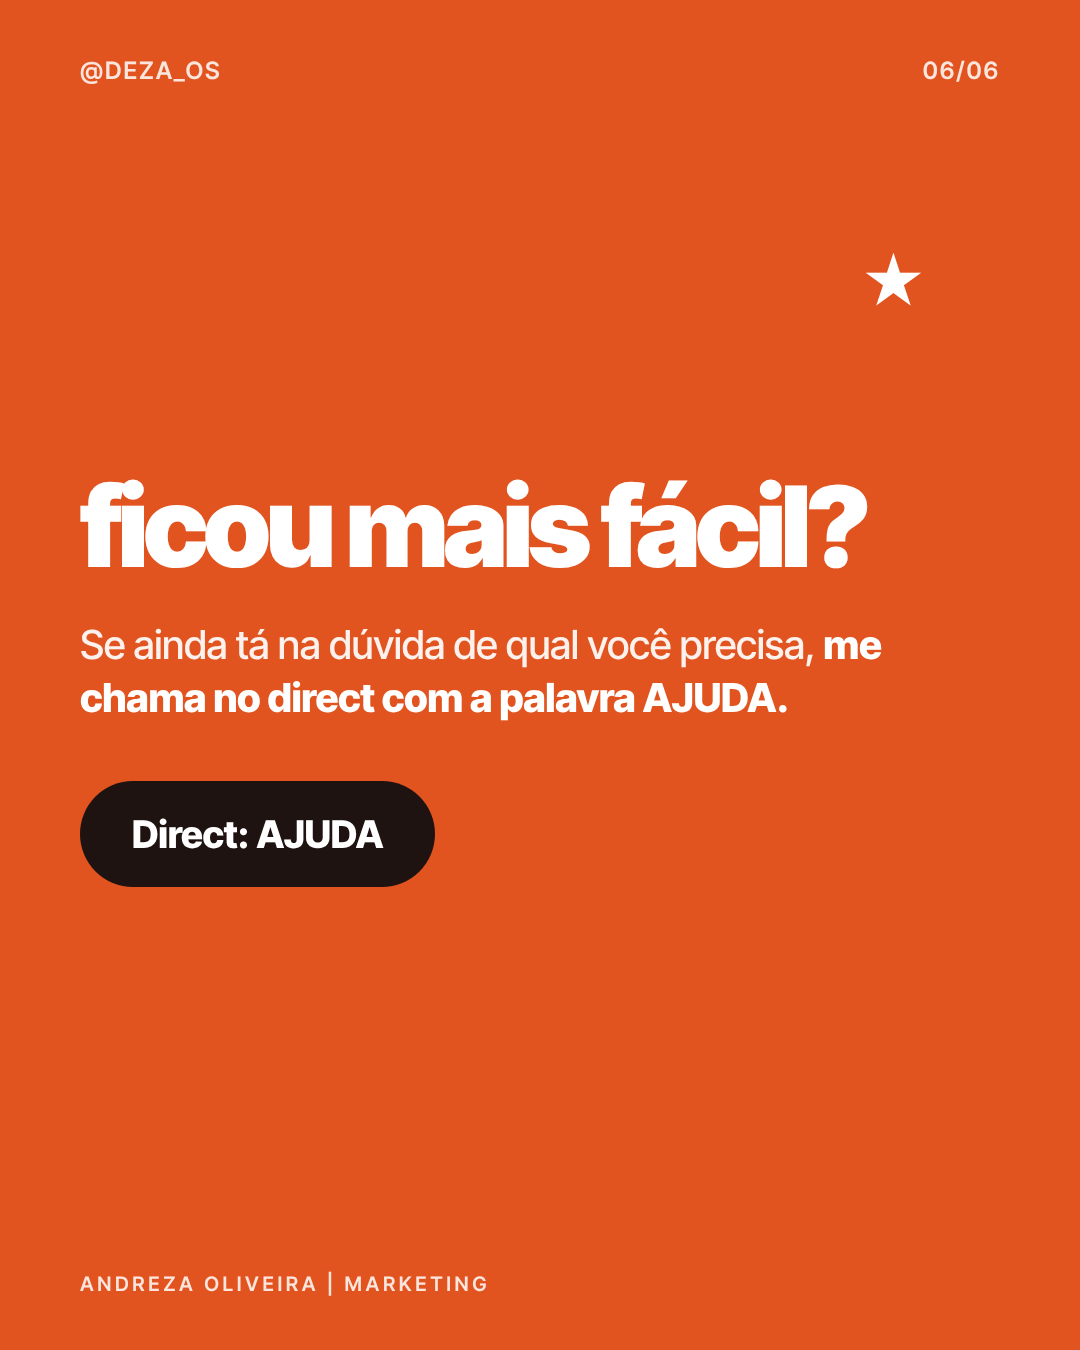 @DEZA_OS
06/06
ficou mais fácil?
Se ainda tá na dúvida de qual você precisa, me
chama no direct com a palavra AJUDA.
Direct: AJUDA
ANDREZA OLIVEIRA | MARKETING